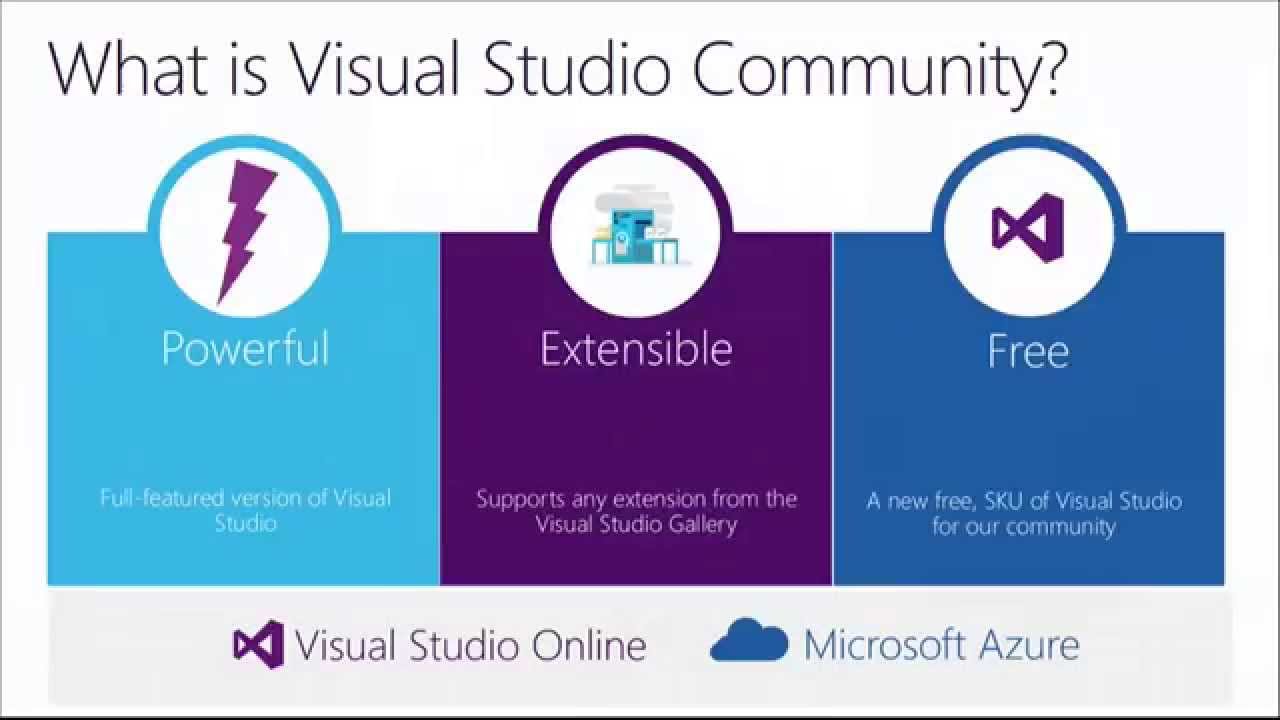 What is Visual Studio Community?
Powerful
Full-featured version of Visual
Studio
Extensible
Supports any extension from the
Visual Studio Gallery
Free
A new free, SKU of Visual Studio
for our community
Visual Studio Online
Microsoft Azure